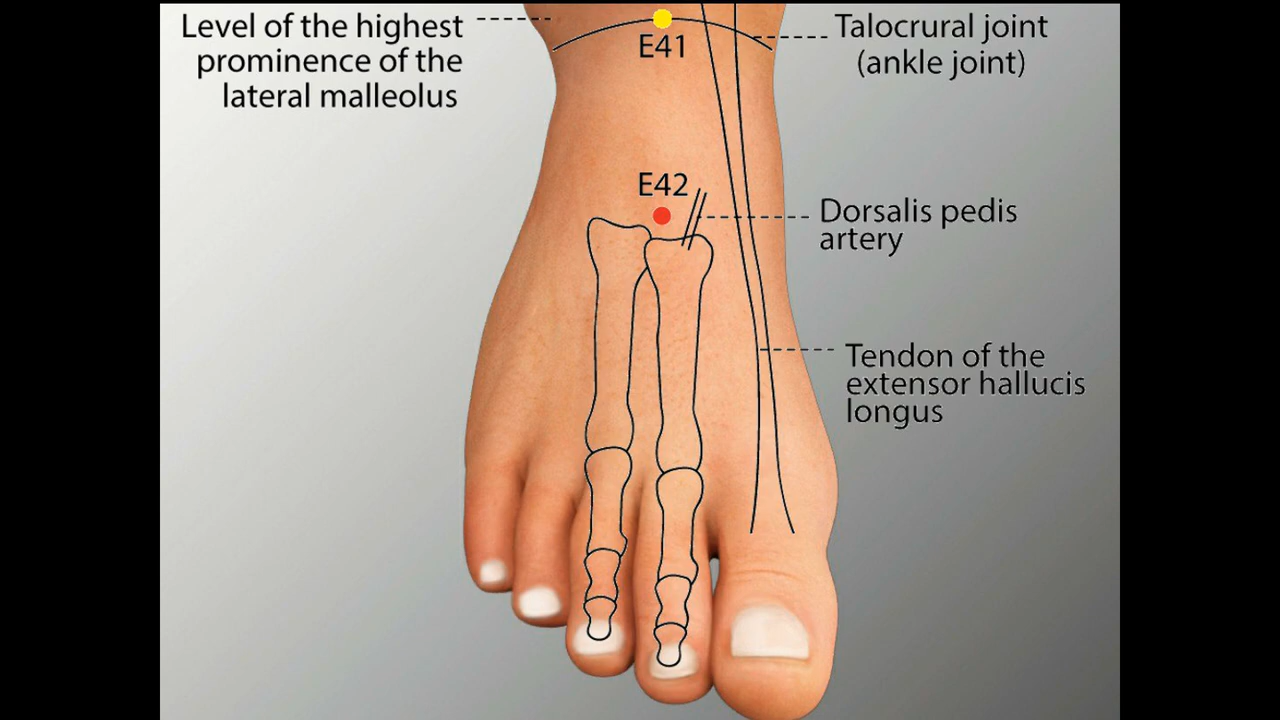 Level of the highest
prominence of the
lateral malleolus
E41
Talocrural joint
(ankle joint)
E42
Dorsalis pedis
artery
Tendon of the
extensor hallucis
longus